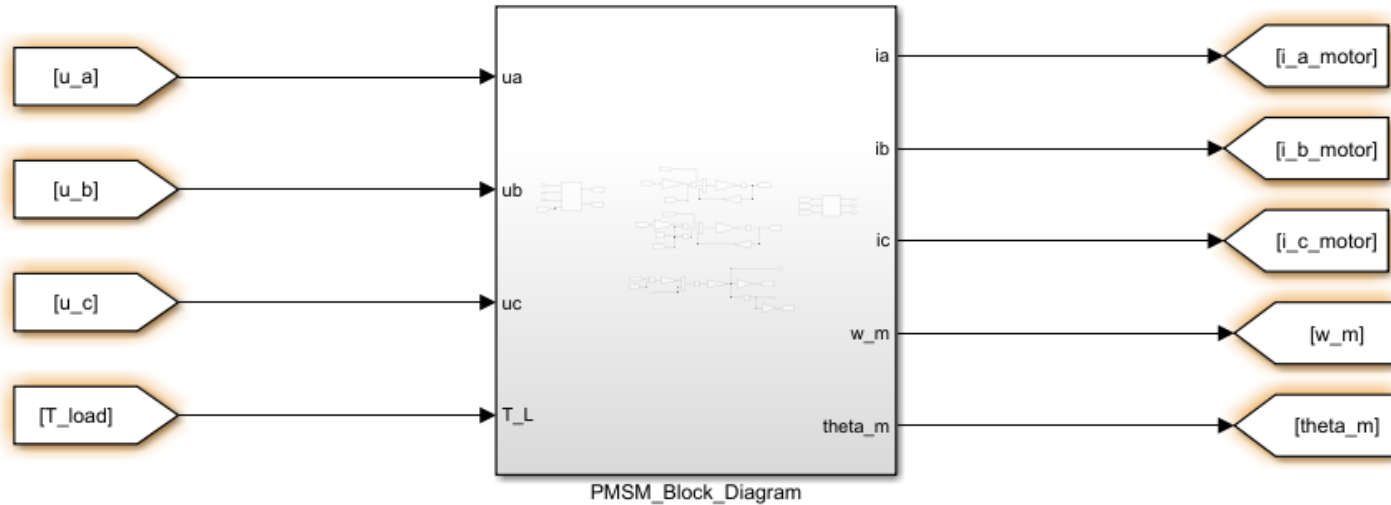 [u_a]
[u_b]
[u_c]
[T_load]
ua
ub
uc
T_L
ia
ib
ic
w_m
theta_m
[i_a_motor]
[i_b_motor]
[i_c_motor]
[w_m]
[theta_m]
PMSM_Block_Diagram